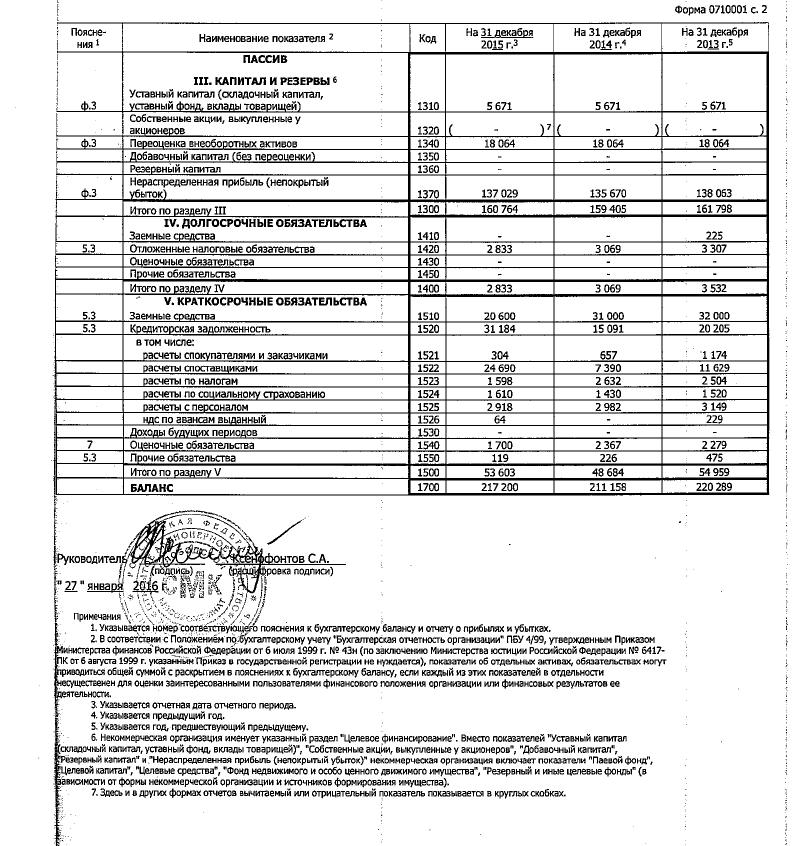 Форма 0710001 с. 2
Поясне-
ния 1 Наименование показателя 2 Код На 31 декабря
2015 г.3 На 31 декабря
2014 г.4 На 31 декабря
2013 г.5
ПАССИВ
III. КАПИТАЛ И РЕЗЕРВЫ 6
Уставный капитал (складочный капитал,
ф.3 уставный фонд, вклады товарищей) 1310 5 671 5 671 5 671
Собственные акции, выкупленные у
акционеров 1320 ( - ) 7 ( - ) ( - )
ф.3 Переоценка внеоборотных активов 1340 18 064 18 064 18 064
Добавочный капитал (без переоценки) 1350 - - -
Резервный капитал 1360 - - -
Нераспределенная прибыль (непокрытый
ф.3 убыток) 1370 137 029 135 670 138 063
Итого по разделу III 1300 160 764 159 405 161 798
IV. ДОЛГОСРОЧНЫЕ ОБЯЗАТЕЛЬСТВА
Заемные средства 1410 - - 225
5.3 Отложенные налоговые обязательства 1420 2 833 3 069 3 307
Оценочные обязательства 1430 - - -
Прочие обязательства 1450 - - -
Итого по разделу IV 1400 2 833 3 069 3 532
V. КРАТКОСРОЧНЫЕ ОБЯЗАТЕЛЬСТВА
5.3 Заемные средства 1510 20 600 31 000 32 000
5.3 Кредиторская задолженность 1520 31 184 15 091 20 205
в том числе:
расчеты спокупателями и заказчиками 1521 304 657 1 174
расчеты споставщиками 1522 24 690 7 390 11 629
расчеты по налогам 1523 1 598 2 632 2 504
расчеты по социальному страхованию 1524 1 610 1 430 1 520
расчеты с персоналом 1525 2 918 2 982 3 149
ндс по авансам выданный 1526 64 - 229
Доходы будущих периодов 1530 - - -
7 Оценочные обязательства 1540 1 700 2 367 2 279
5.3 Прочие обязательства 1550 119 226 475
Итого по разделу V 1500 53 603 48 684 54 959
БАЛАНС 1700 217 200 211 158 220 289
Руководитель Ксенофонтов С.А.
(подпись) (расшифровка подписи)
" 27 " января 2016 г.
СМК
Примечания
1. Указывается номер соответствующего пояснения к бухгалтерскому балансу и отчету о прибылях и убытках.
2. В соответствии с Положением по бухгалтерскому учету "Бухгалтерская отчетность организации" ПБУ 4/99, утвержденным Приказом
Министерства финансов Российской Федерации от 6 июля 1999 г. № 43н (по заключению Министерства юстиции Российской Федерации № 6417-
ПК от 6 августа 1999 г. указанным Приказ в государственной регистрации не нуждается), показатели об отдельных активах, обязательствах могут
приводиться общей суммой с раскрытием в пояснениях к бухгалтерскому балансу, если каждый из этих показателей в отдельности
несущественен для оценки заинтересованными пользователями финансового положения организации или финансовых результатов ее
деятельности.
3. Указывается отчетная дата отчетного периода.
4. Указывается предыдущий год.
5. Указывается год, предшествующий предыдущему.
6. Некоммерческая организация именует указанный раздел "Целевое финансирование". Вместо показателей "Уставный капитал
(складочный капитал, уставный фонд, вклады товарищей)", "Собственные акции, выкупленные у акционеров", "Добавочный капитал",
"Резервный капитал" и "Нераспределенная прибыль (непокрытый убыток)" некоммерческая организация включает показатели "Паевой фонд",
"Целевой капитал", "Целевые средства", "Фонд недвижимого и особо ценного движимого имущества", "Резервный и иные целевые фонды" (в
зависимости от формы некоммерческой организации и источников формирования имущества).
7. Здесь и в других формах отчетов вычитаемый или отрицательный показатель показывается в круглых скобках.